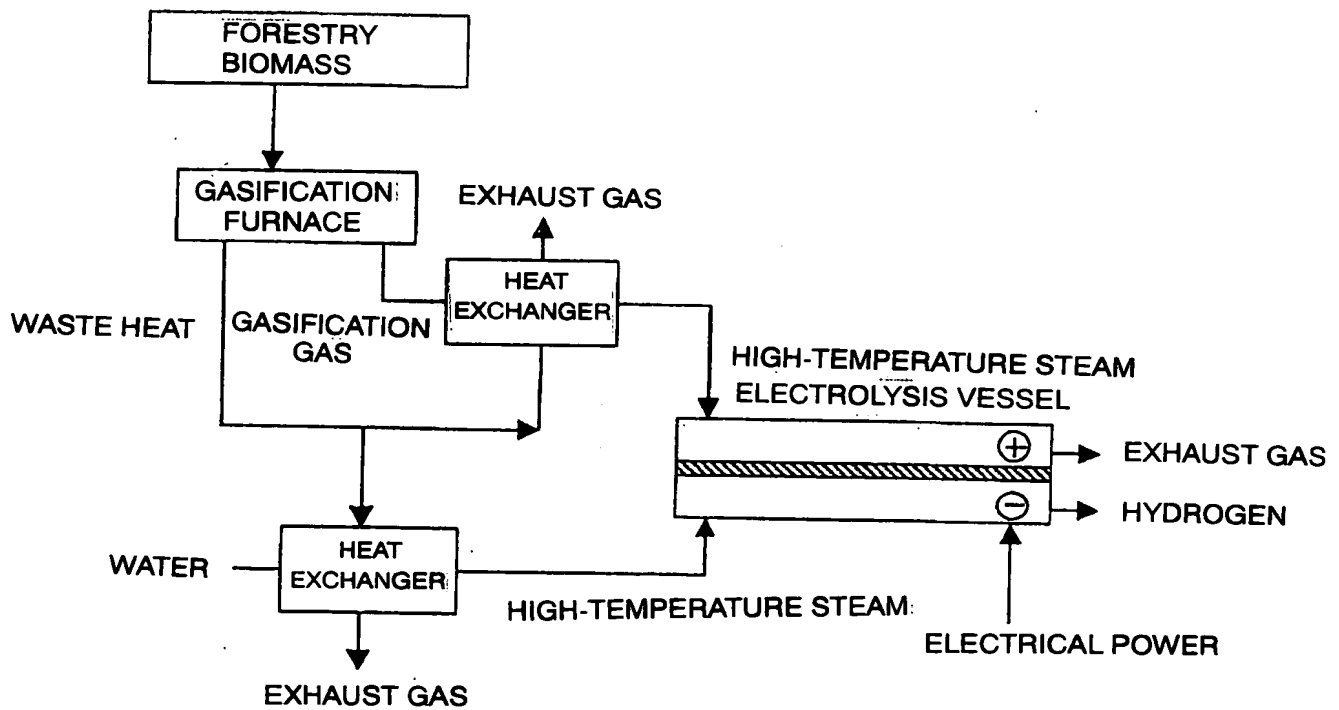 FORESTRY
BIOMASS
GASIFICATION
FURNACE
EXHAUST GAS
HEAT
EXCHANGER
WASTE HEAT
GASIFICATION
GAS
HIGH-TEMPERATURE STEAM
ELECTROLYSIS VESSEL
+
EXHAUST GAS
−
HYDROGEN
WATER
HEAT
EXCHANGER
HIGH-TEMPERATURE STEAM
ELECTRICAL POWER
EXHAUST GAS